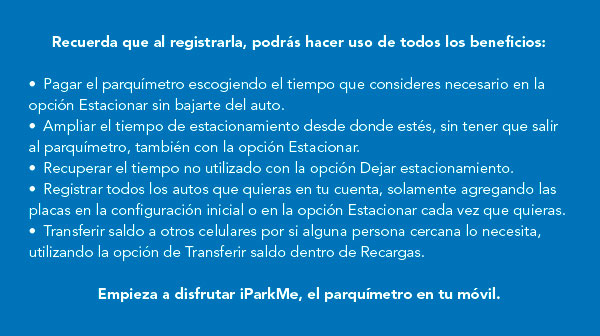 Recuerda que al registrarla, podrás hacer uso de todos los beneficios:
• Pagar el parquímetro escogiendo el tiempo que consideres necesario en la
opción Estacionar sin bajarte del auto.
• Ampliar el tiempo de estacionamiento desde donde estés, sin tener que salir
al parquímetro, también con la opción Estacionar.
• Recuperar el tiempo no utilizado con la opción Dejar estacionamiento.
• Registrar todos los autos que quieras en tu cuenta, solamente agregando las
placas en la configuración inicial o en la opción Estacionar cada vez que quieras.
• Transferir saldo a otros celulares por si alguna persona cercana lo necesita,
utilizando la opción de Transferir saldo dentro de Recargas.
Empieza a disfrutar iParkMe, el parquímetro en tu móvil.